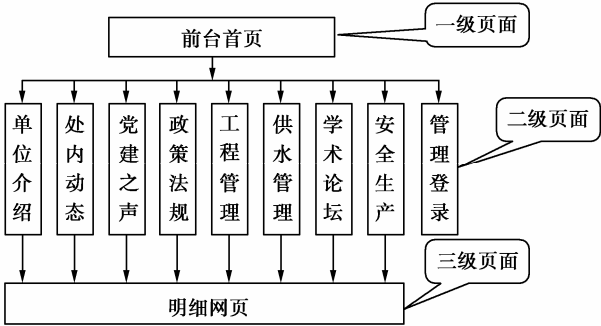 前台首页
一级页面
单位介绍
处内动态
党建之声
政策法规
工程管理
供水管理
学术论坛
安全生产
管理登录
二级页面
三级页面
明细网页